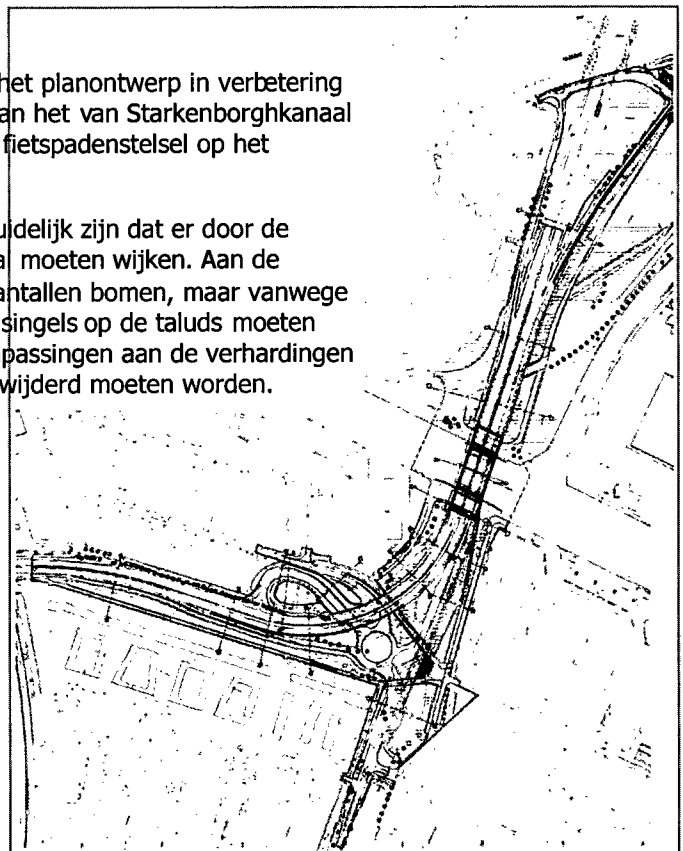 het planontwerp in verbetering
an het van Starkenborghkanaal
fietspadenstelsel op het
uidelijk zijn dat er door de
al moeten wijken. Aan de
antallen bomen, maar vanwege
singels op de taluds moeten
passingen aan de verhardingen
wijderd moeten worden.